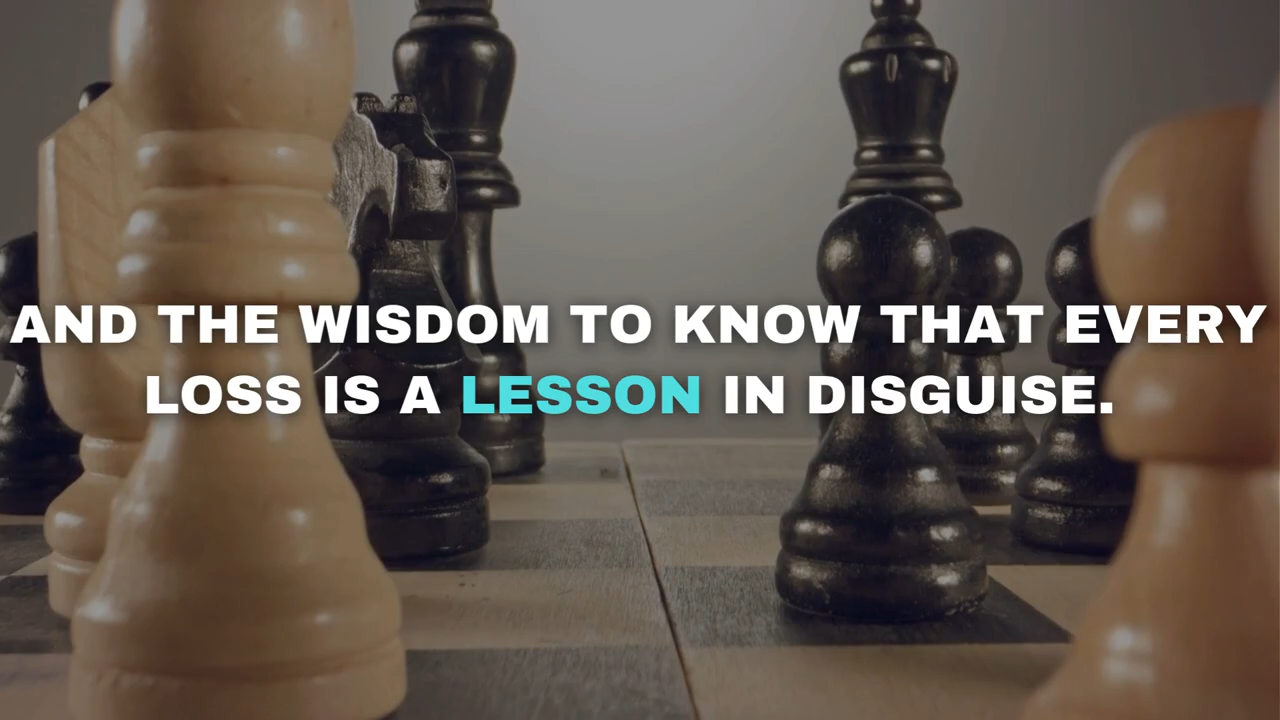 AND THE WISDOM TO KNOW THAT EVERY
LOSS IS A LESSON IN DISGUISE.